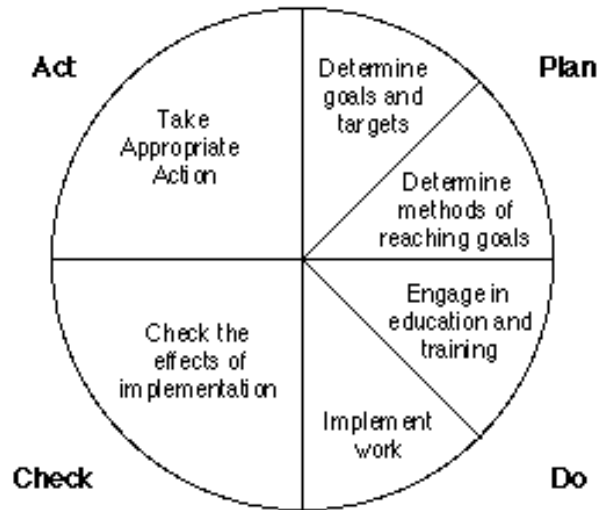 Act
Plan
Determine
goals and
targets
Take
Appropriate
Action
Determine
methods of
reaching goals
Engage in
education and
training
Check the
effects of
implementation
Implement
work
Check
Do